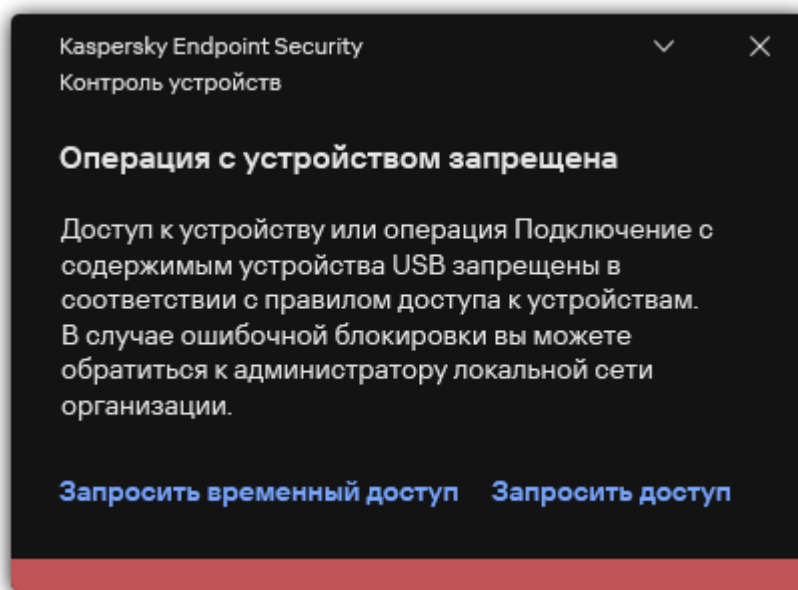 Kaspersky Endpoint Security
Контроль устройств
Операция с устройством запрещена
Доступ к устройству или операция Подключение с
содержимым устройства USB запрещены в
соответствии с правилом доступа к устройствам.
В случае ошибочной блокировки вы можете
обратиться к администратору локальной сети
организации.
Запросить временный доступ Запросить доступ